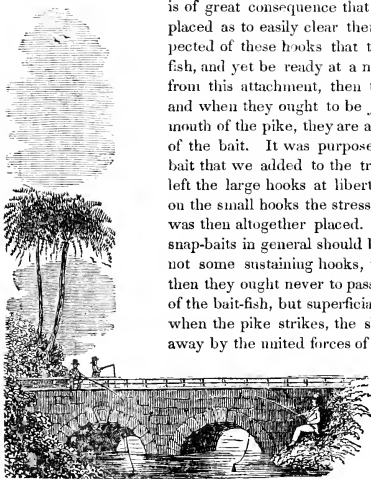 is of great consequence that
placed as to easily clear the
pected of these hooks that t
fish, and yet be ready at a n
from this attachment, then t
and when they ought to be
mouth of the pike, they are a
of the bait. It was purpose
bait that we added to the tr
left the large hooks at libert
on the small hooks the stress
was then altogether placed.
snap-baits in general should b
not some sustaining hooks,
then they ought never to pass
of the bait-fish, but superficia
when the pike strikes, the s
away by the united forces of